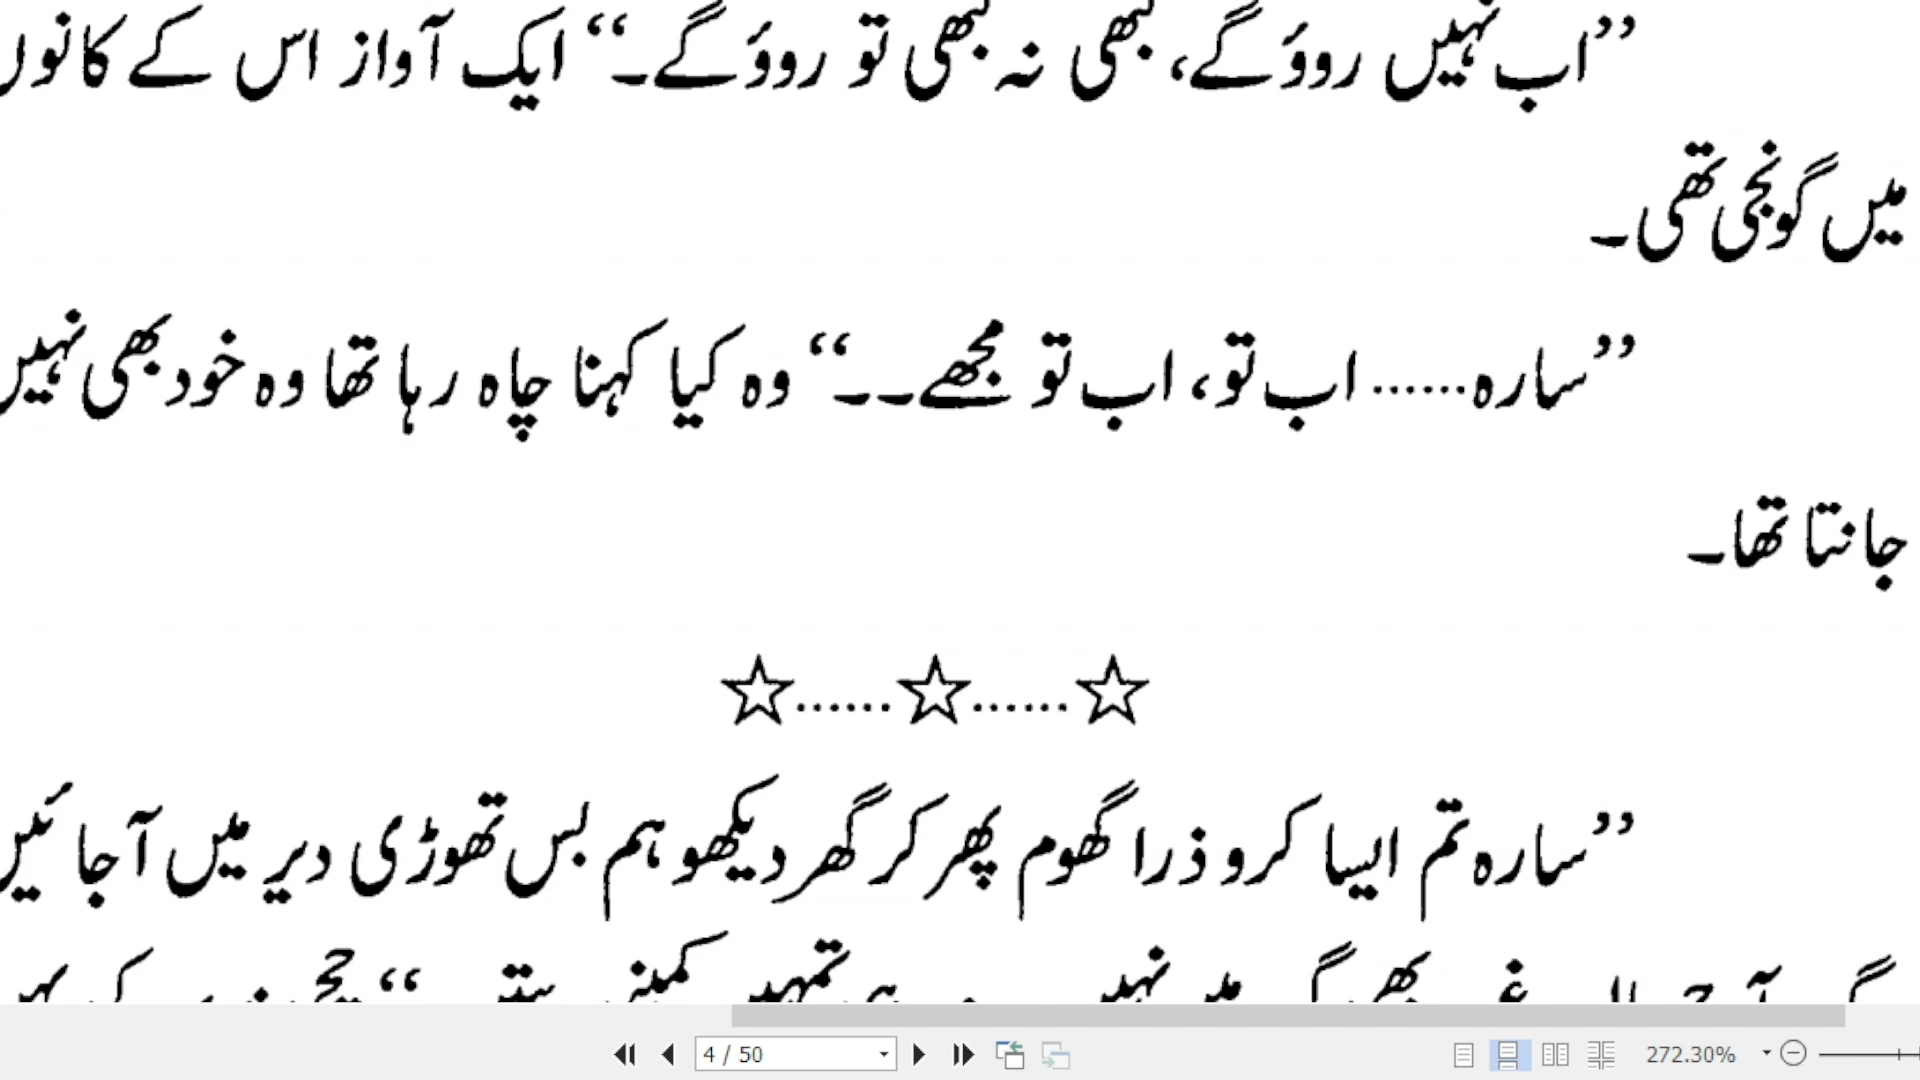 ”اب نہیں روؤ گے، کبھی نہ کبھی تو روؤ گے۔“ ایک آواز اس کے کانوں
میں گونجی تھی۔
”سارہ...... اب تو، اب تو مجھے۔۔“ وہ کیا کہنا چاہ رہا تھا وہ خود بھی نہیں
جانتا تھا۔
☆......☆......☆
”سارہ تم ایسا کرو ذرا گھوم پھر کر گھر دیکھو ہم بس تھوڑی دیر میں آ جائیں
4 / 50
272.30%